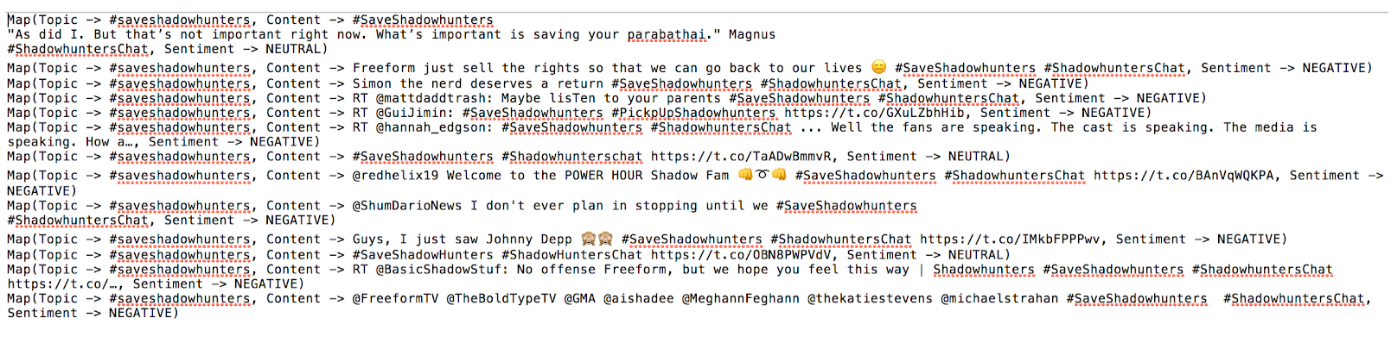 Map(Topic -> #saveshadowhunters, Content -> #SaveShadowhunters
"As did I. But that's not important right now. What's important is saving your parabathai." Magnus
#ShadowhuntersChat, Sentiment -> NEUTRAL)
Map(Topic -> #saveshadowhunters, Content -> Freeform just sell the rights so that we can go back to our lives 😑 #SaveShadowhunters #ShadowhuntersChat, Sentiment -> NEGATIVE)
Map(Topic -> #saveshadowhunters, Content -> Simon the nerd deserves a return #SaveShadowhunters #ShadowhuntersChat, Sentiment -> NEGATIVE)
Map(Topic -> #saveshadowhunters, Content -> RT @mattdaddtrash: Maybe lisTen to your parents #SaveShadowhunters #ShadowhuntersChat, Sentiment -> NEGATIVE)
Map(Topic -> #saveshadowhunters, Content -> RT @GuiJimin: #SaveShadowhunters #PickpUpShadowhunters https://t.co/GXuLZbhHib, Sentiment -> NEGATIVE)
Map(Topic -> #saveshadowhunters, Content -> RT @hannah_edgson: #SaveShadowhunters #ShadowhuntersChat ... Well the fans are speaking. The cast is speaking. The media is
speaking. How a…, Sentiment -> NEGATIVE)
Map(Topic -> #saveshadowhunters, Content -> #SaveShadowhunters #Shadowhunterschat https://t.co/TaADwBmmvR, Sentiment -> NEUTRAL)
Map(Topic -> #saveshadowhunters, Content -> @redhelix19 Welcome to the POWER HOUR Shadow Fam 👊➰👊 #SaveShadowhunters #ShadowhuntersChat https://t.co/BAnVqWQKPA, Sentiment ->
NEGATIVE)
Map(Topic -> #saveshadowhunters, Content -> @ShumDarioNews I don't ever plan in stopping until we #SaveShadowhunters
#ShadowhuntersChat, Sentiment -> NEGATIVE)
Map(Topic -> #saveshadowhunters, Content -> Guys, I just saw Johnny Depp 🙈🙈 #SaveShadowhunters #ShadowhuntersChat https://t.co/IMkbFPPPwv, Sentiment -> NEGATIVE)
Map(Topic -> #saveshadowhunters, Content -> #SaveShadowHunters #ShadowHuntersChat https://t.co/OBN8PWPVdV, Sentiment -> NEUTRAL)
Map(Topic -> #saveshadowhunters, Content -> RT @BasicShadowStuf: No offense Freeform, but we hope you feel this way | Shadowhunters #SaveShadowhunters #ShadowhuntersChat
https://t.co/…, Sentiment -> NEGATIVE)
Map(Topic -> #saveshadowhunters, Content -> @FreeformTV @TheBoldTypeTV @GMA @aishadee @MeghannFeghann @thekatiestevens @michaelstrahan #SaveShadowhunters  #ShadowhuntersChat,
Sentiment -> NEGATIVE)